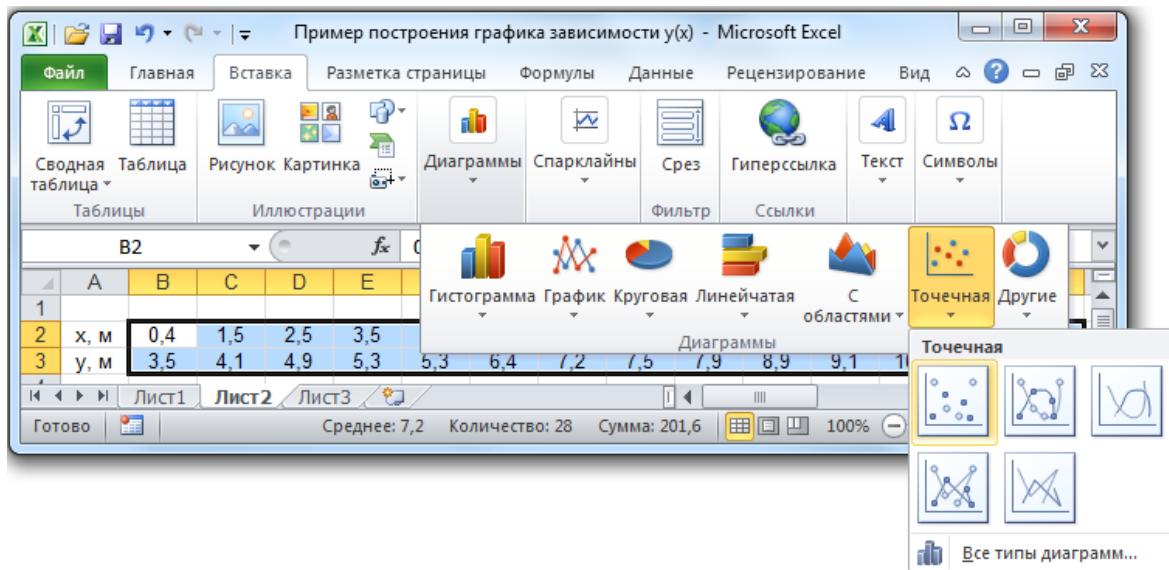 Пример построения графика зависимости y(x) - Microsoft Excel
Файл Главная Вставка Разметка страницы Формулы Данные Рецензирование Вид
Сводная таблица Таблица Рисунок Картинка Диаграммы Спарклайны Срез Гиперссылка Текст Символы
Таблицы Иллюстрации Фильтр Ссылки
B2 fx
A B C D E
Гистограмма График Круговая Линейчатая С областями Точечная Другие
Диаграммы
1
2 х, м 0,4 1,5 2,5 3,5
3 у, м 3,5 4,1 4,9 5,3 5,3 6,4 7,2 7,5 7,9 8,9 9,1
Точечная
Лист1 Лист2 Лист3
Готово Среднее: 7,2 Количество: 28 Сумма: 201,6 100%
Все типы диаграмм...